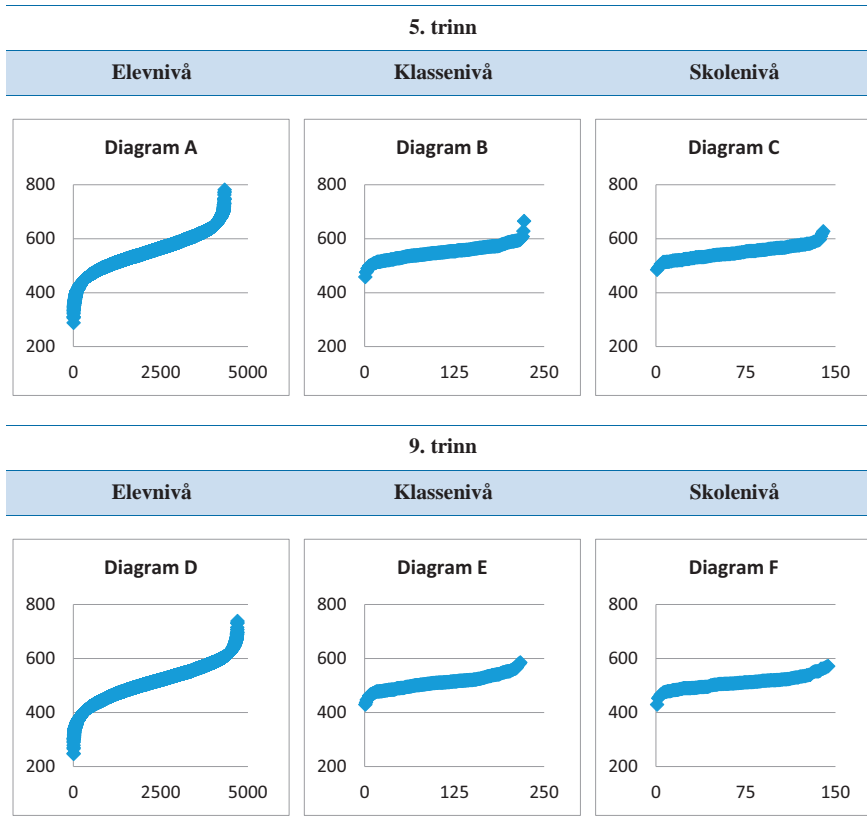 5. trinn
Elevnivå Klassenivå Skolenivå
Diagram A Diagram B Diagram C
800 800 800
600 600 600
400 400 400
200 200 200
0 2500 5000 0 125 250 0 75 150
9. trinn
Elevnivå Klassenivå Skolenivå
Diagram D Diagram E Diagram F
800 800 800
600 600 600
400 400 400
200 200 200
0 2500 5000 0 125 250 0 75 150